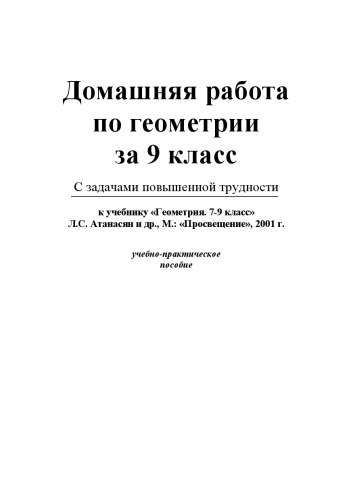 Домашняя работа
по геометрии
за 9 класс
С задачами повышенной трудности
к учебнику «Геометрия. 7-9 класс»
Л.С. Атанасян и др., М.: «Просвещение», 2001 г.
учебно-практическое
пособие